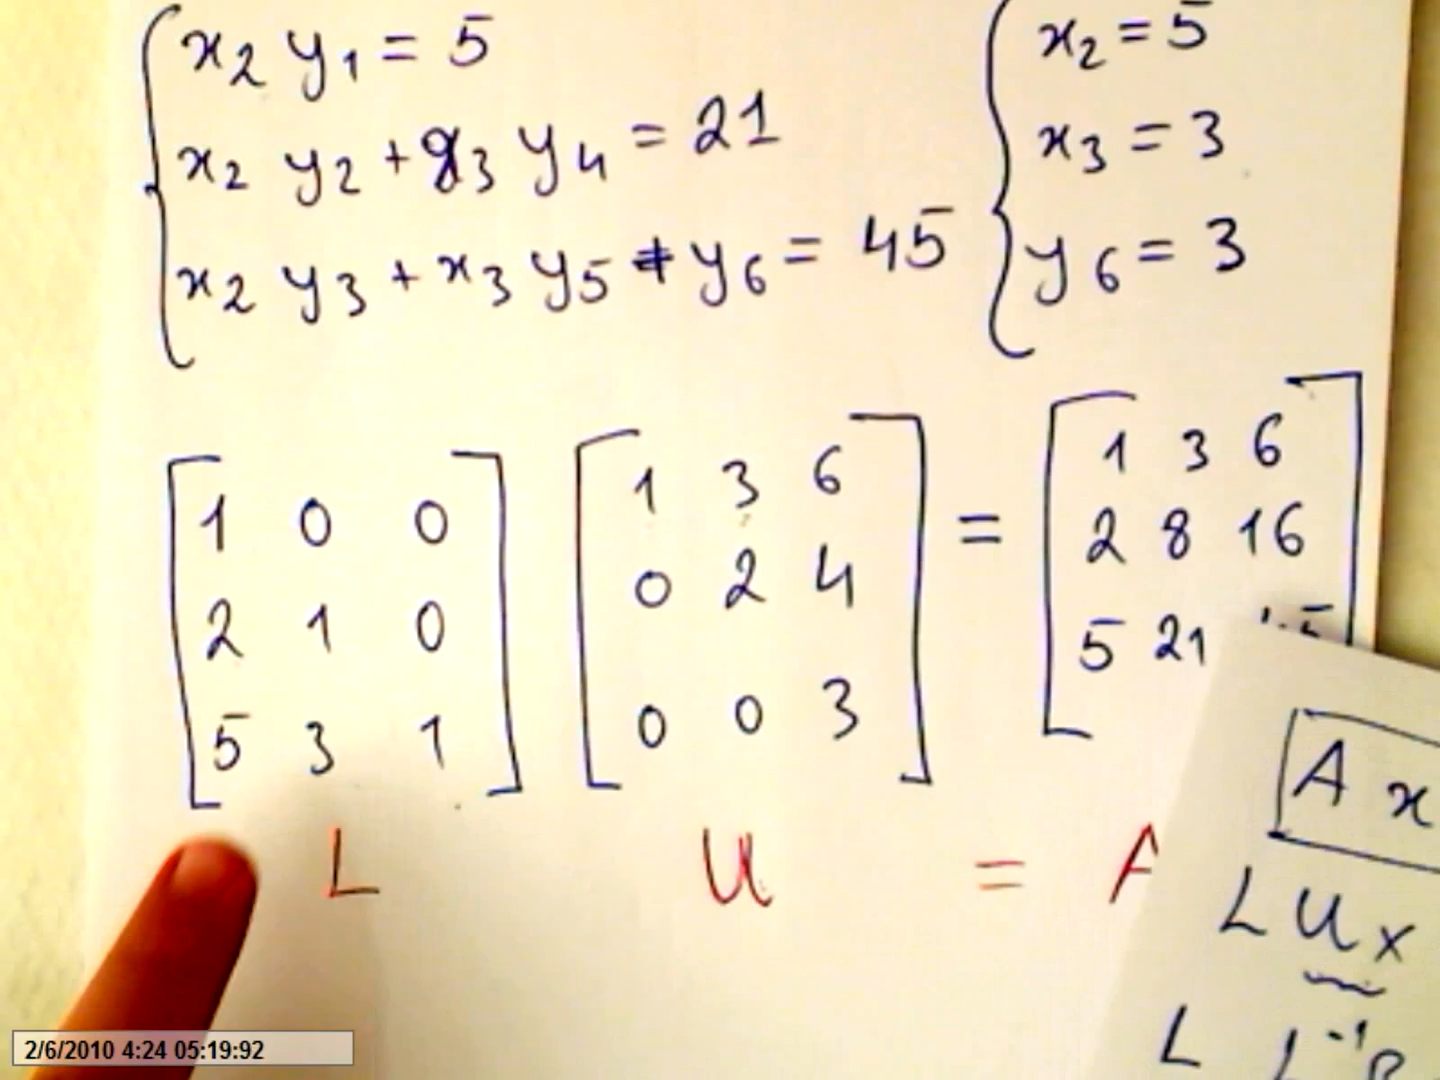 x2 y1 = 5
x2 y2 + x3 y4 = 21
x2 y3 + x3 y5 + y6 = 45
x2 = 5
x3 = 3
y6 = 3
1 0 0
2 1 0
5 3 1
1 3 6
0 2 4
0 0 3
=
1 3 6
2 8 16
5 21
L U = A
A x
L U x
L
2/6/2010 4:24 05:19:92